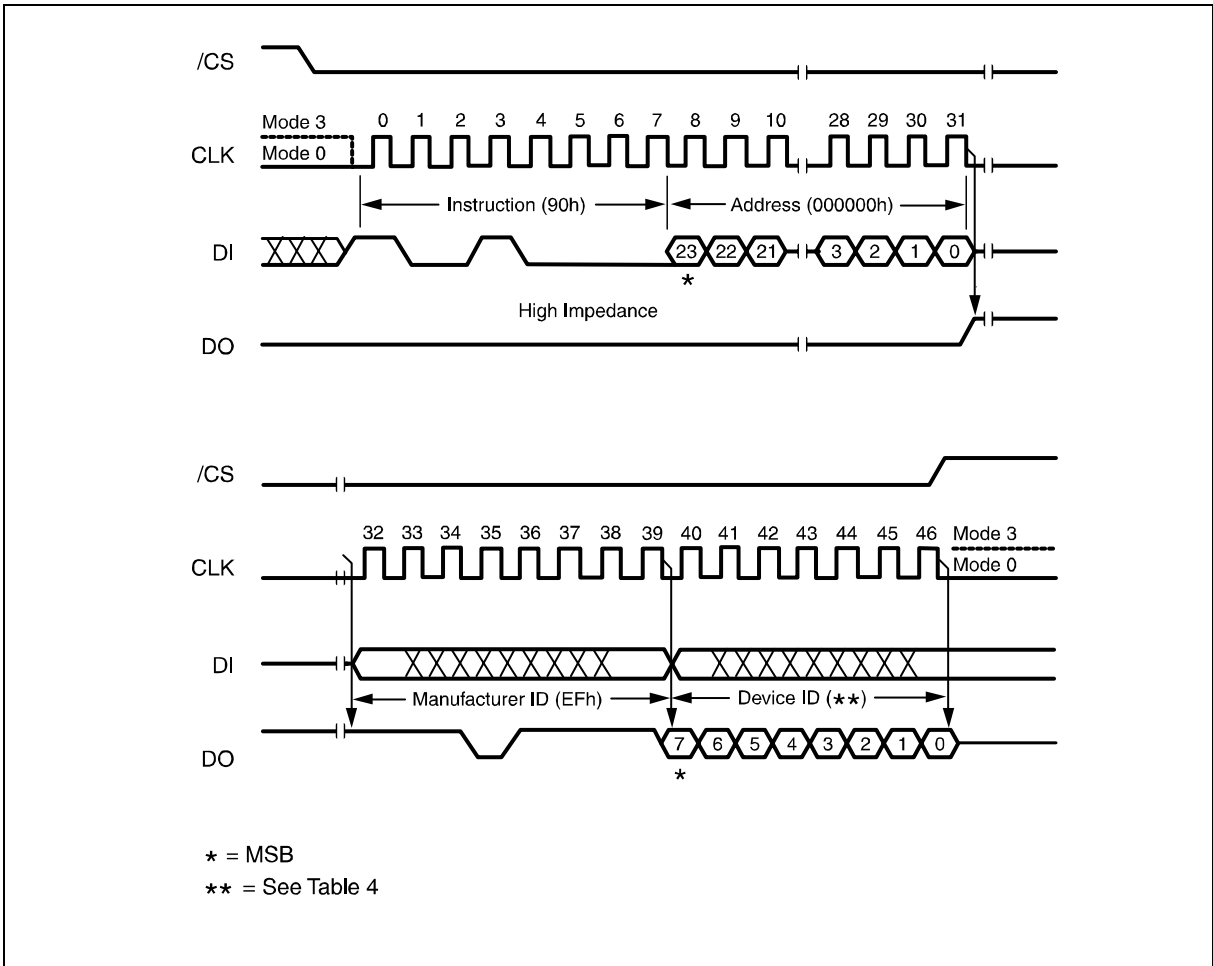 /CS
Mode 3 0 1 2 3 4 5 6 7 8 9 10 28 29 30 31
CLK Mode 0
Instruction (90h) Address (000000h)
DI 23 22 21 3 2 1 0
*
High Impedance
DO
/CS
32 33 34 35 36 37 38 39 40 41 42 43 44 45 46 Mode 3
CLK Mode 0
DI
Manufacturer ID (EFh) Device ID (**)
DO 7 6 5 4 3 2 1 0
*
* = MSB
** = See Table 4